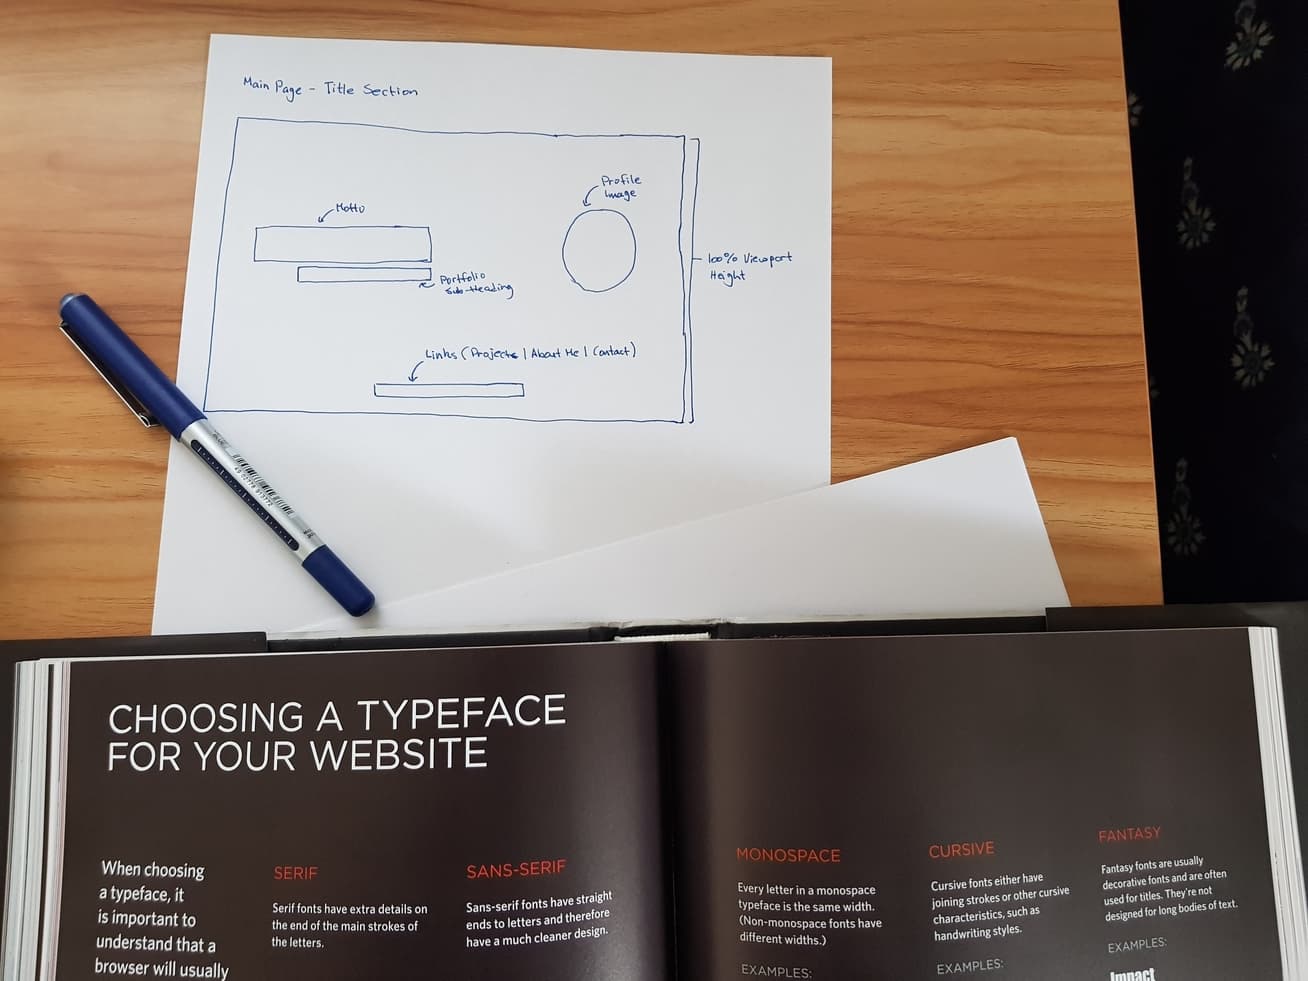 Main Page - Title Section
Profile
Image
Motto
100% Viewport
Height
Portfolio
Sub-Heading
Links (Projects | About Me | Contact)
CHOOSING A TYPEFACE
FOR YOUR WEBSITE
When choosing
a typeface, it
is important to
understand that a
browser will usually
SERIF
Serif fonts have extra details on
the end of the main strokes of
the letters.
SANS-SERIF
Sans-serif fonts have straight
ends to letters and therefore
have a much cleaner design.
MONOSPACE
Every letter in a monospace
typeface is the same width.
(Non-monospace fonts have
different widths.)
EXAMPLES:
CURSIVE
Cursive fonts either have
joining strokes or other cursive
characteristics, such as
handwriting styles.
EXAMPLES:
FANTASY
Fantasy fonts are usually
decorative fonts and are often
used for titles. They're not
designed for long bodies of text.
EXAMPLES:
Impact